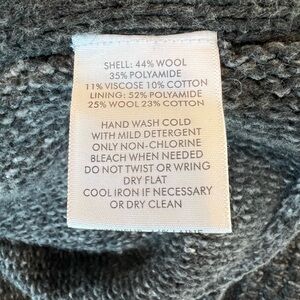 SHELL: 44% WOOL
35% POLYAMIDE
11% VISCOSE 10% COTTON
LINING: 52% POLYAMIDE
25% WOOL 23% COTTON
HAND WASH COLD
WITH MILD DETERGENT
ONLY NON-CHLORINE
BLEACH WHEN NEEDED
DO NOT TWIST OR WRING
DRY FLAT
COOL IRON IF NECESSARY
OR DRY CLEAN